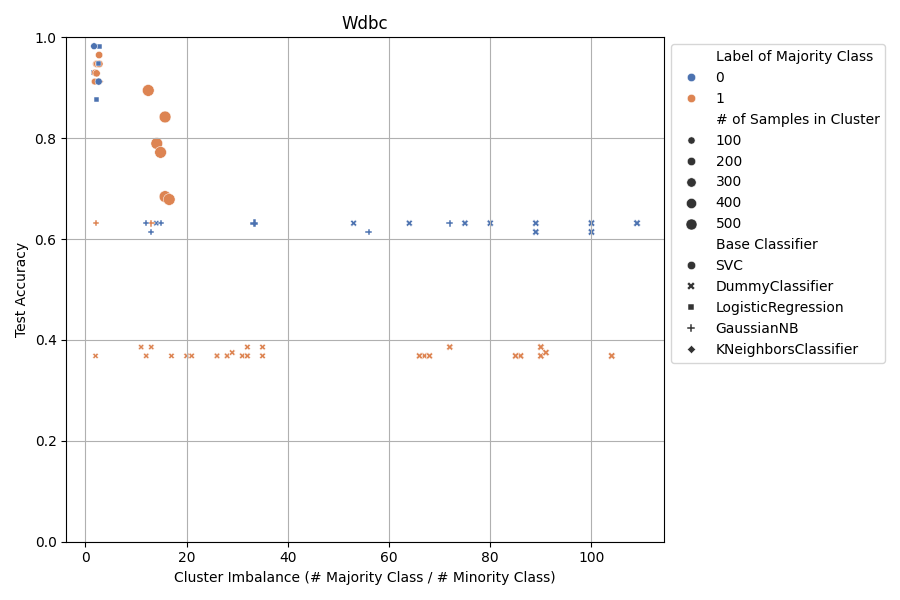 Wdbc
1.0
0.8
0.6
0.4
0.2
0.0
Test Accuracy
0 20 40 60 80 100
Cluster Imbalance (# Majority Class / # Minority Class)
Label of Majority Class
0
1
# of Samples in Cluster
100
200
300
400
500
Base Classifier
SVC
DummyClassifier
LogisticRegression
GaussianNB
KNeighborsClassifier